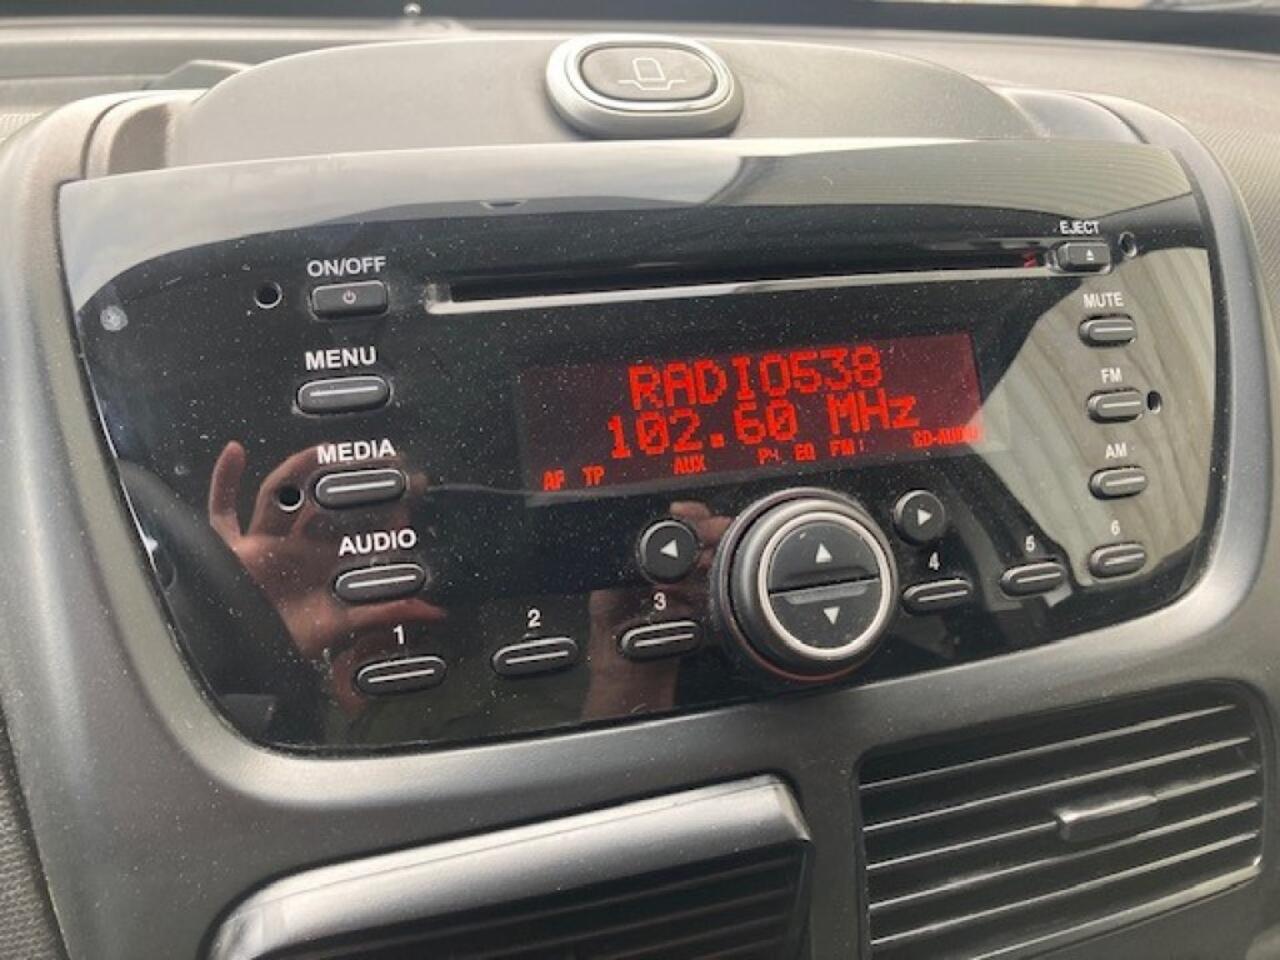 EJECT
ON/OFF
MUTE
MENU
RADIO538
FM
102.60 MHz
MEDIA
AF TP AUX P4 EQ FM CD-AUDIO
AM
AUDIO
1 2 3 4 5 6